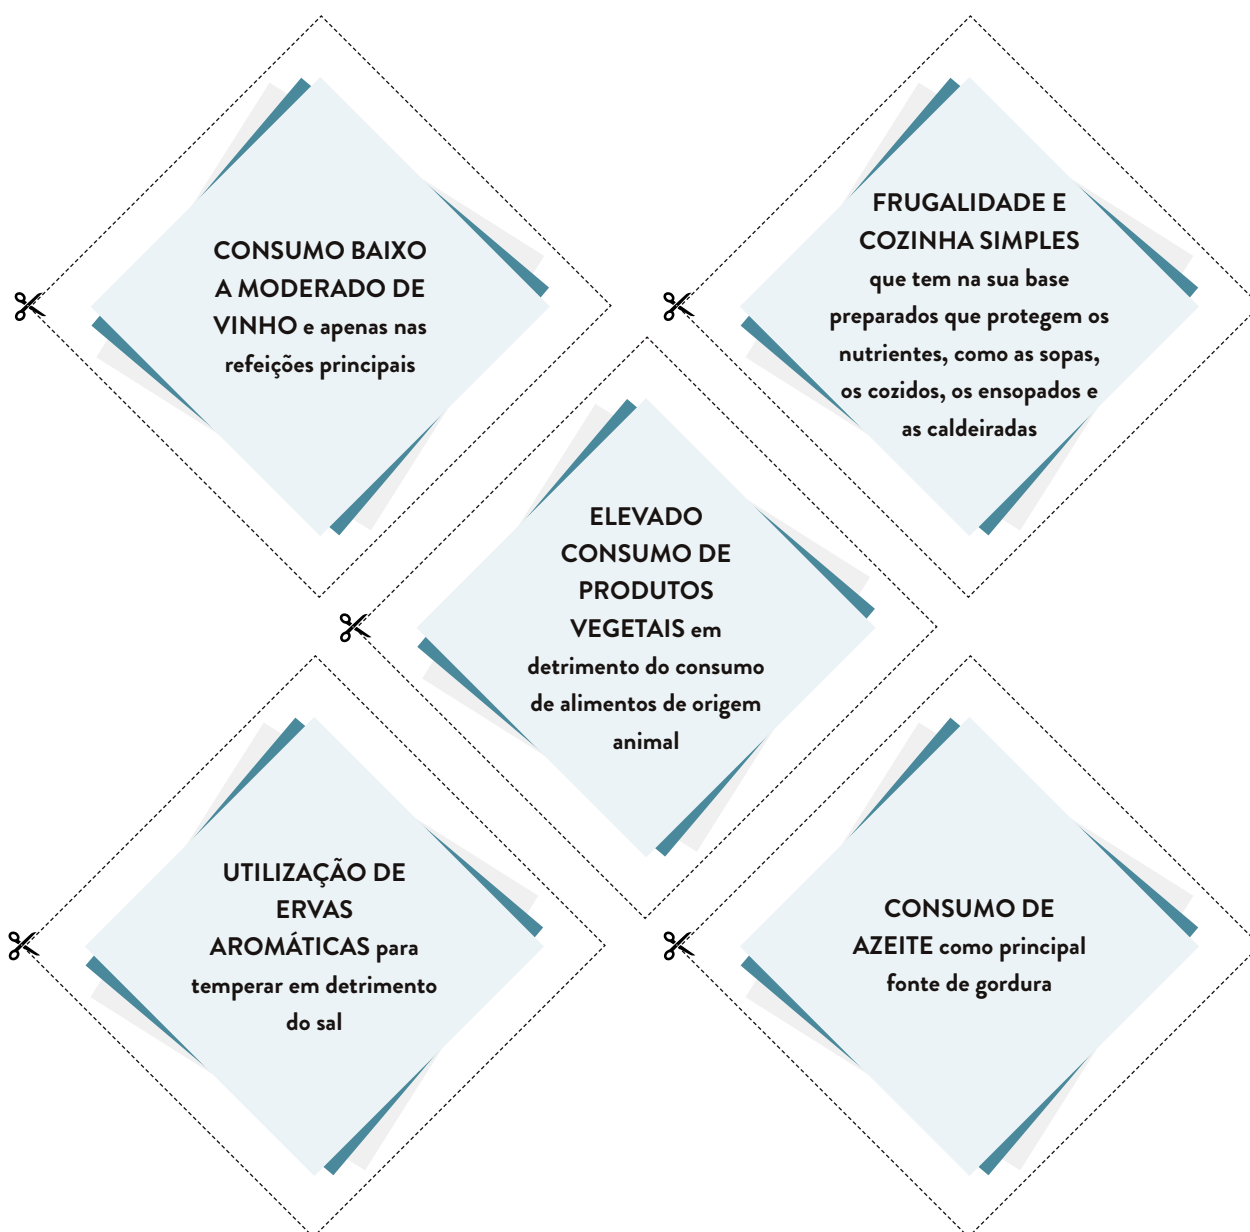 CONSUMO BAIXO
A MODERADO DE
VINHO e apenas nas
refeições principais
FRUGALIDADE E
COZINHA SIMPLES
que tem na sua base
preparados que protegem os
nutrientes, como as sopas,
os cozidos, os ensopados e
as caldeiradas
ELEVADO
CONSUMO DE
PRODUTOS
VEGETAIS em
detrimento do consumo
de alimentos de origem
animal
UTILIZAÇÃO DE
ERVAS
AROMÁTICAS para
temperar em detrimento
do sal
CONSUMO DE
AZEITE como principal
fonte de gordura